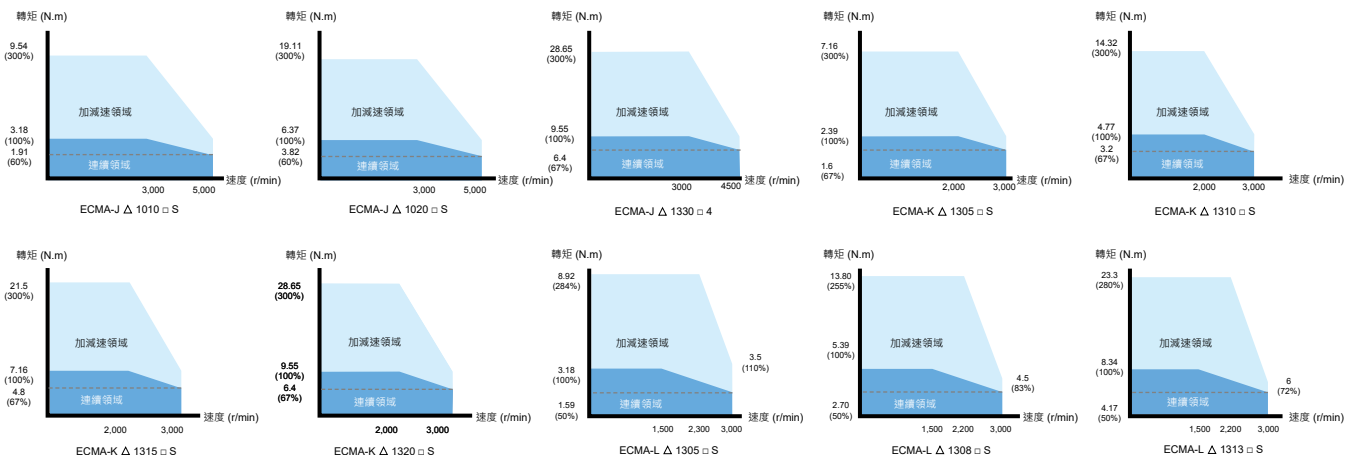 轉矩 (N.m)
9.54
(300%)
3.18
(100%)
1.91
(60%)
加減速領域
連續領域
3,000
5,000
速度 (r/min)
ECMA-J △ 1010 □ S
轉矩 (N.m)
19.11
(300%)
6.37
(100%)
3.82
(60%)
加減速領域
連續領域
3,000
5,000
速度 (r/min)
ECMA-J △ 1020 □ S
轉矩 (N.m)
28.65
(300%)
9.55
(100%)
6.4
(67%)
加減速領域
連續領域
3000
4500
速度 (r/min)
ECMA-J △ 1330 □ 4
轉矩 (N.m)
7.16
(300%)
2.39
(100%)
1.6
(67%)
加減速領域
連續領域
2,000
3,000
速度 (r/min)
ECMA-K △ 1305 □ S
轉矩 (N.m)
14.32
(300%)
4.77
(100%)
3.2
(67%)
加減速領域
連續領域
2,000
3,000
速度 (r/min)
ECMA-K △ 1310 □ S
轉矩 (N.m)
21.5
(300%)
7.16
(100%)
4.8
(67%)
加減速領域
連續領域
2,000
3,000
速度 (r/min)
ECMA-K △ 1315 □ S
轉矩 (N.m)
28.65
(300%)
9.55
(100%)
6.4
(67%)
加減速領域
連續領域
2,000
3,000
速度 (r/min)
ECMA-K △ 1320 □ S
轉矩 (N.m)
8.92
(284%)
3.18
(100%)
1.59
(50%)
加減速領域
連續領域
3.5
(110%)
1,500
2,300
3,000
速度 (r/min)
ECMA-L △ 1305 □ S
轉矩 (N.m)
13.80
(255%)
5.39
(100%)
2.70
(50%)
加減速領域
連續領域
4.5
(83%)
1,500
2,200
3,000
速度 (r/min)
ECMA-L △ 1308 □ S
轉矩 (N.m)
23.3
(280%)
8.34
(100%)
4.17
(50%)
加減速領域
連續領域
6
(72%)
1,500
2,200
3,000
速度 (r/min)
ECMA-L △ 1313 □ S